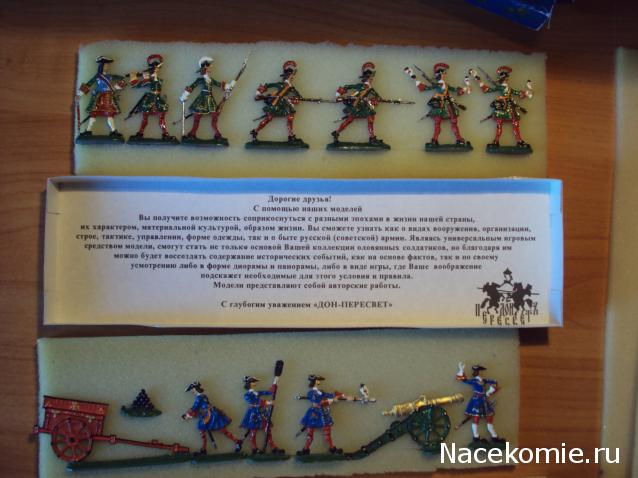 Дорогие друзья!
С помощью наших моделей
Вы получите возможность соприкоснуться с разными эпохами в жизни нашей страны,
их характером, материальной культурой, образом жизни. Вы сможете узнать как о видах вооружения, организации,
строе, тактике, управлении, форме одежды, так и о быте русской (советской) армии. Являясь универсальным игровым
средством модели, смогут стать не только основой Вашей коллекции оловянных солдатиков, но благодаря им
можно будет воссоздать содержание исторических событий, как на основе фактов, так и по своему
усмотрению либо в форме диорамы и панорамы, либо в виде игры, где Ваше воображение
подскажет необходимые для этого условия и правила.
Модели представляют собой авторские работы.
С глубогим уважением «ДОН-ПЕРЕСВЕТ»
ДОН
ПЕРЕСВЕТ
Nacekomie.ru